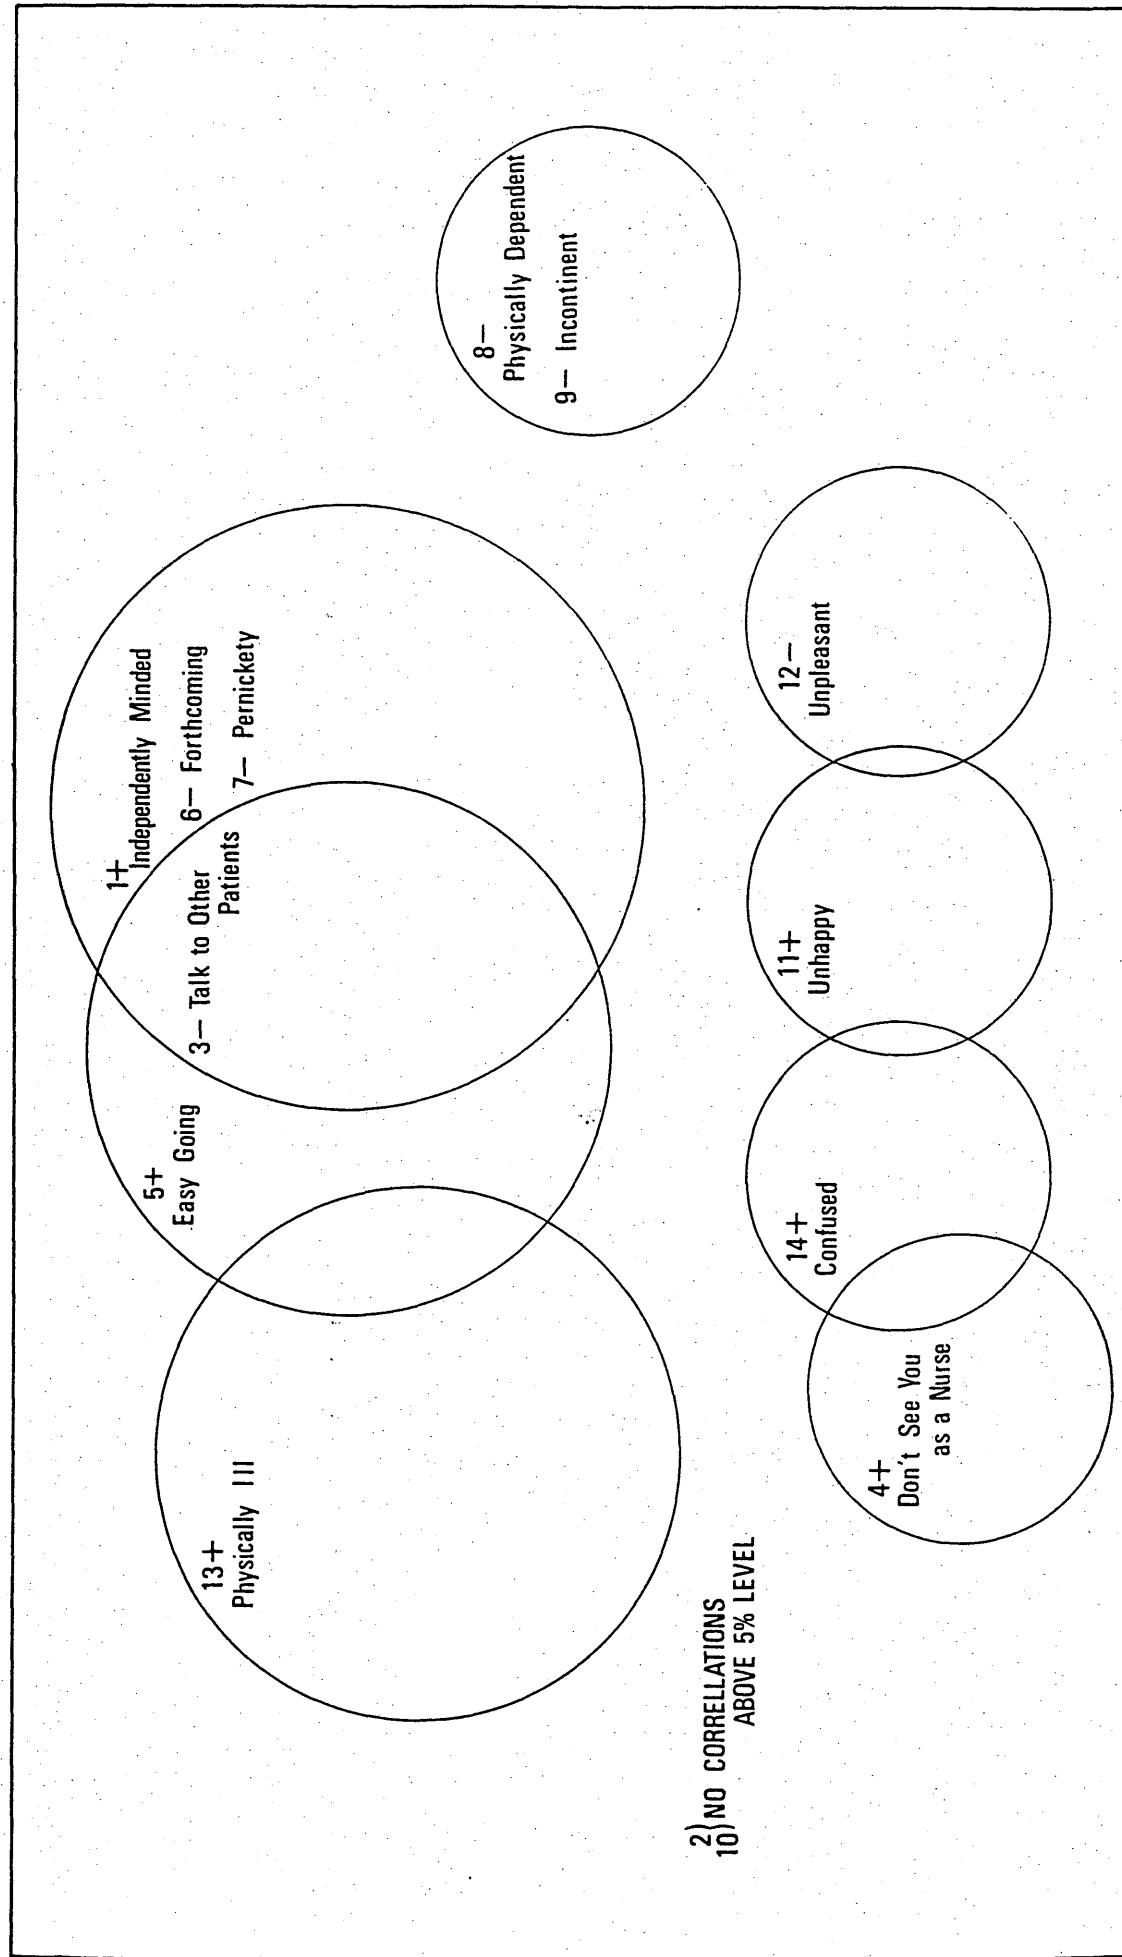 13+
Physically Ill
5+
Easy Going
3— Talk to Other
Patients
1+
Independently Minded
6— Forthcoming
7— Pernickety
8—
Physically Dependent
9— Incontinent
2) NO CORRELLATIONS
10) ABOVE 5% LEVEL
4+
Don't See You
as a Nurse
14+
Confused
11+
Unhappy
12—
Unpleasant